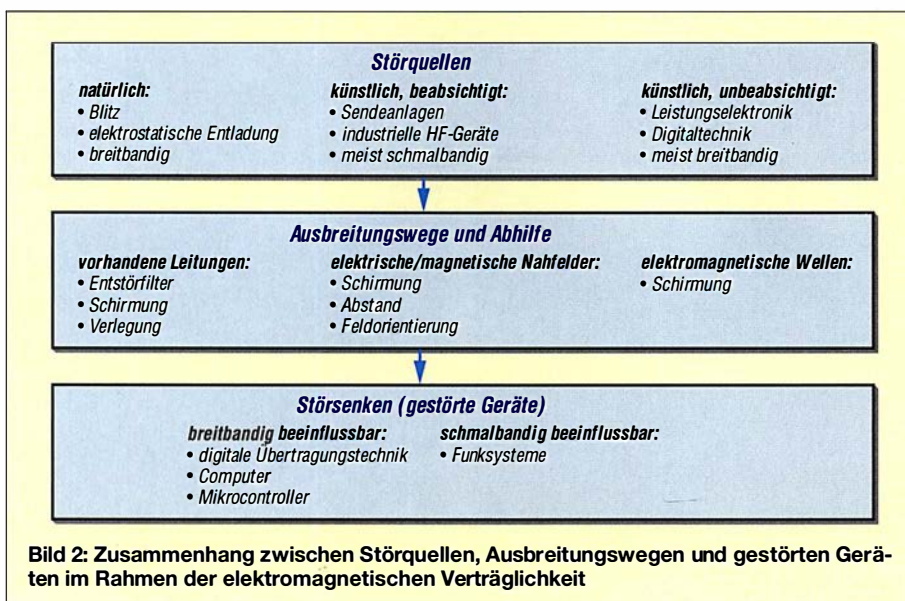 Störquellen
natürlich:
• Blitz
• elektrostatische Entladung
• breitbandig
künstlich, beabsichtigt:
• Sendeanlagen
• industrielle HF-Geräte
• meist schmalbandig
künstlich, unbeabsichtigt:
• Leistungselektronik
• Digitaltechnik
• meist breitbandig
Ausbreitungswege und Abhilfe
vorhandene Leitungen:
• Entstörfilter
• Schirmung
• Verlegung
elektrische/magnetische Nahfelder:
• Schirmung
• Abstand
• Feldorientierung
elektromagnetische Wellen:
• Schirmung
Störsenken (gestörte Geräte)
breitbandig beeinflussbar:
• digitale Übertragungstechnik
• Computer
• Mikrocontroller
schmalbandig beeinflussbar:
• Funksysteme
Bild 2: Zusammenhang zwischen Störquellen, Ausbreitungswegen und gestörten Gerä-
ten im Rahmen der elektromagnetischen Verträglichkeit